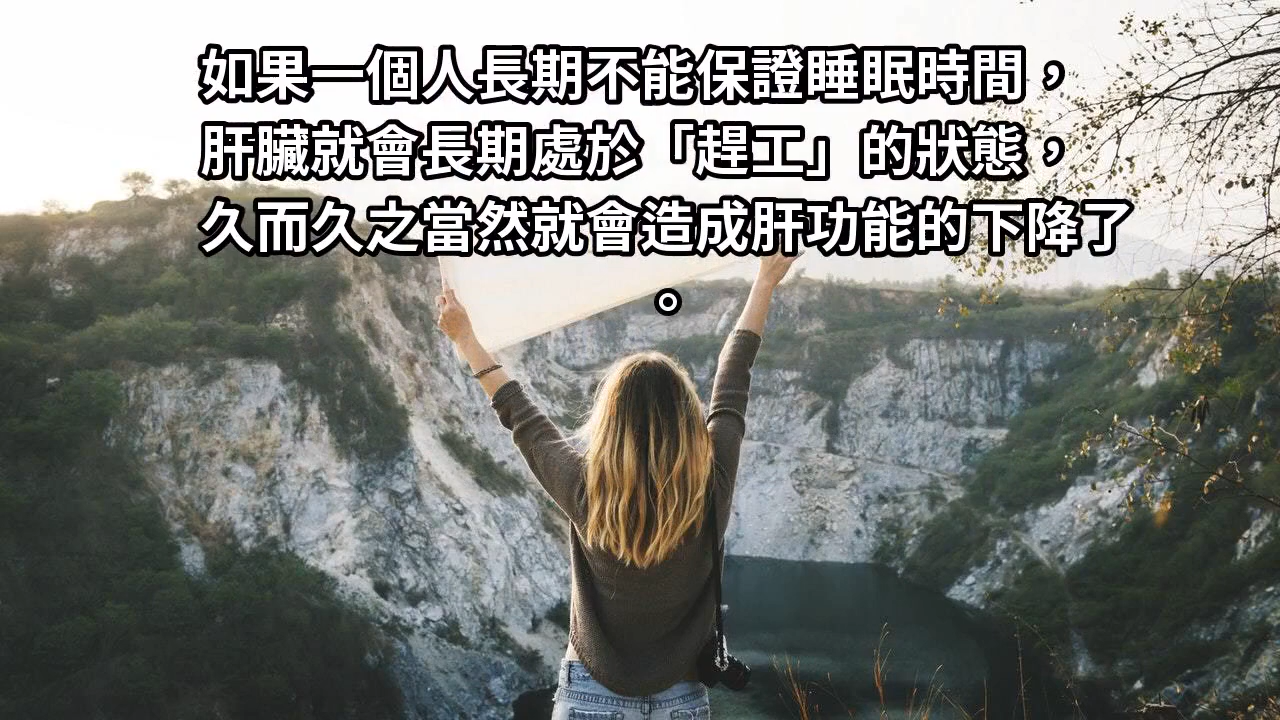 如果一個人長期不能保證睡眠時間，
肝臟就會長期處於「趕工」的狀態，
久而久之當然就會造成肝功能的下降了
。